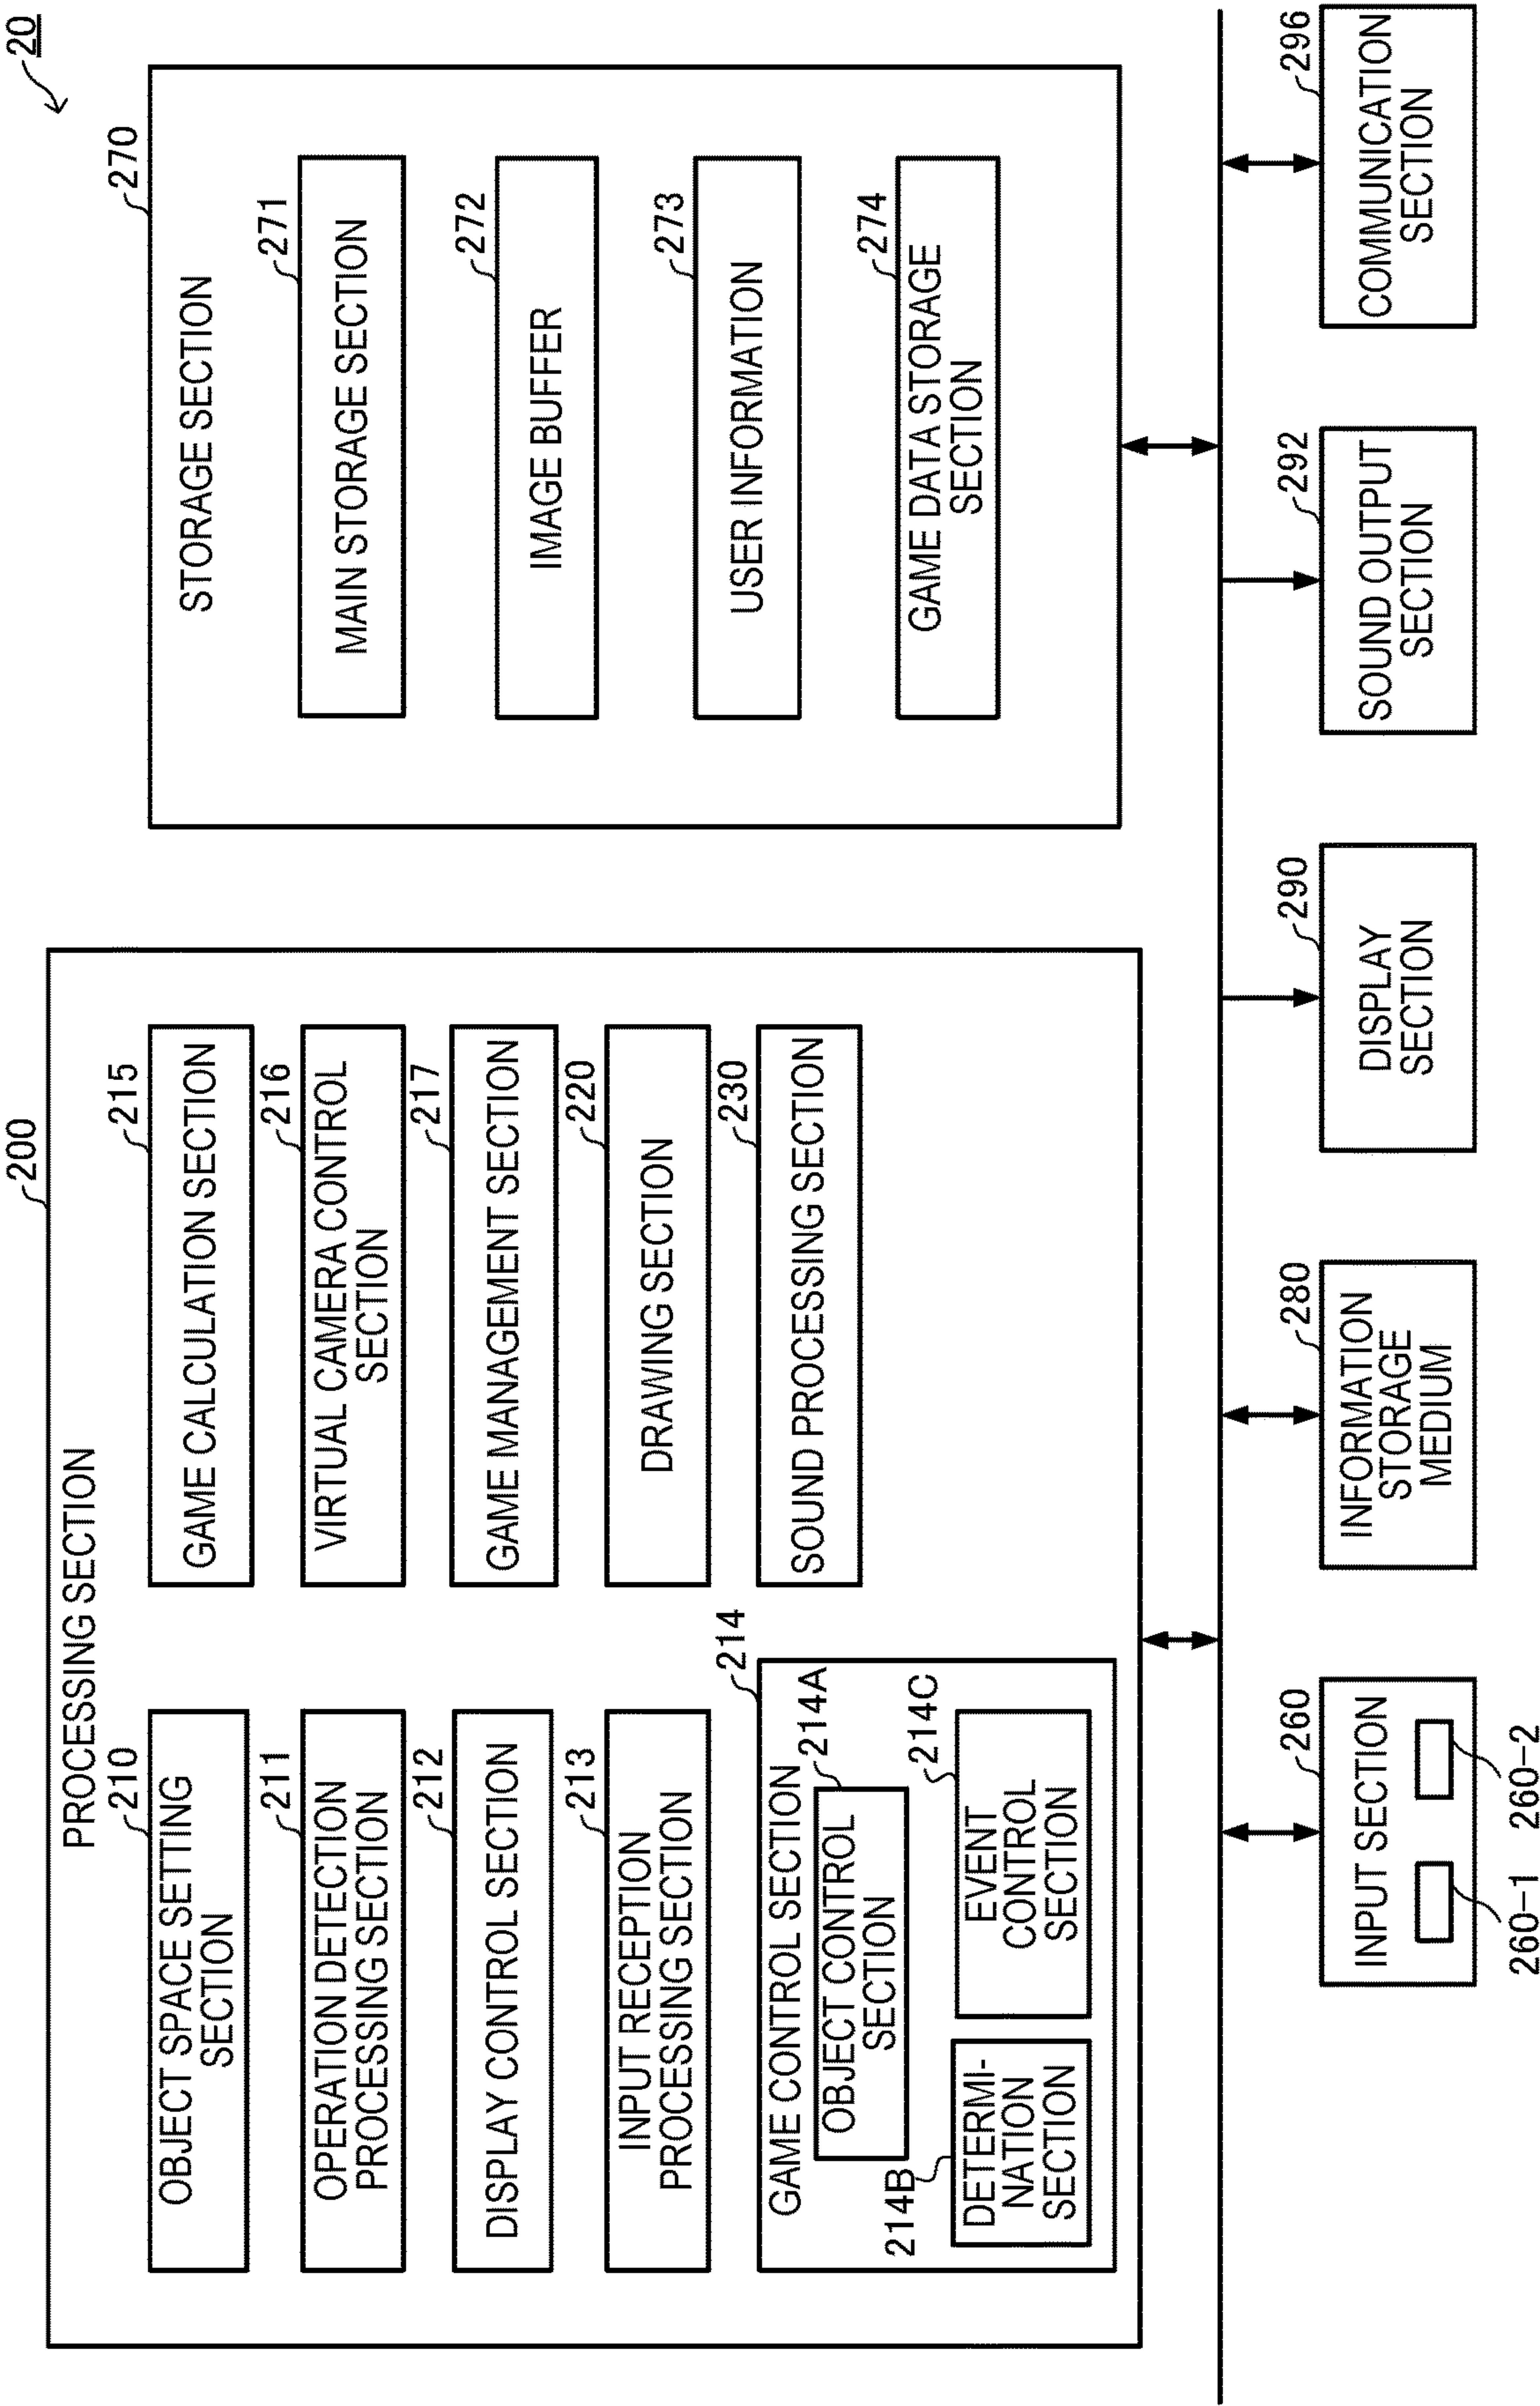 20
200
PROCESSING SECTION
210
OBJECT SPACE SETTING
SECTION
211
OPERATION DETECTION
PROCESSING SECTION
212
DISPLAY CONTROL SECTION
213
INPUT RECEPTION
PROCESSING SECTION
214
GAME CONTROL SECTION
214A
OBJECT CONTROL
SECTION
214B
DETERMI-
NATION
SECTION
214C
EVENT
CONTROL
SECTION
215
GAME CALCULATION SECTION
216
VIRTUAL CAMERA CONTROL
SECTION
217
GAME MANAGEMENT SECTION
220
DRAWING SECTION
230
SOUND PROCESSING SECTION
270
STORAGE SECTION
271
MAIN STORAGE SECTION
272
IMAGE BUFFER
273
USER INFORMATION
274
GAME DATA STORAGE
SECTION
260
INPUT SECTION
260-1
260-2
280
INFORMATION
STORAGE
MEDIUM
290
DISPLAY
SECTION
292
SOUND OUTPUT
SECTION
296
COMMUNICATION
SECTION